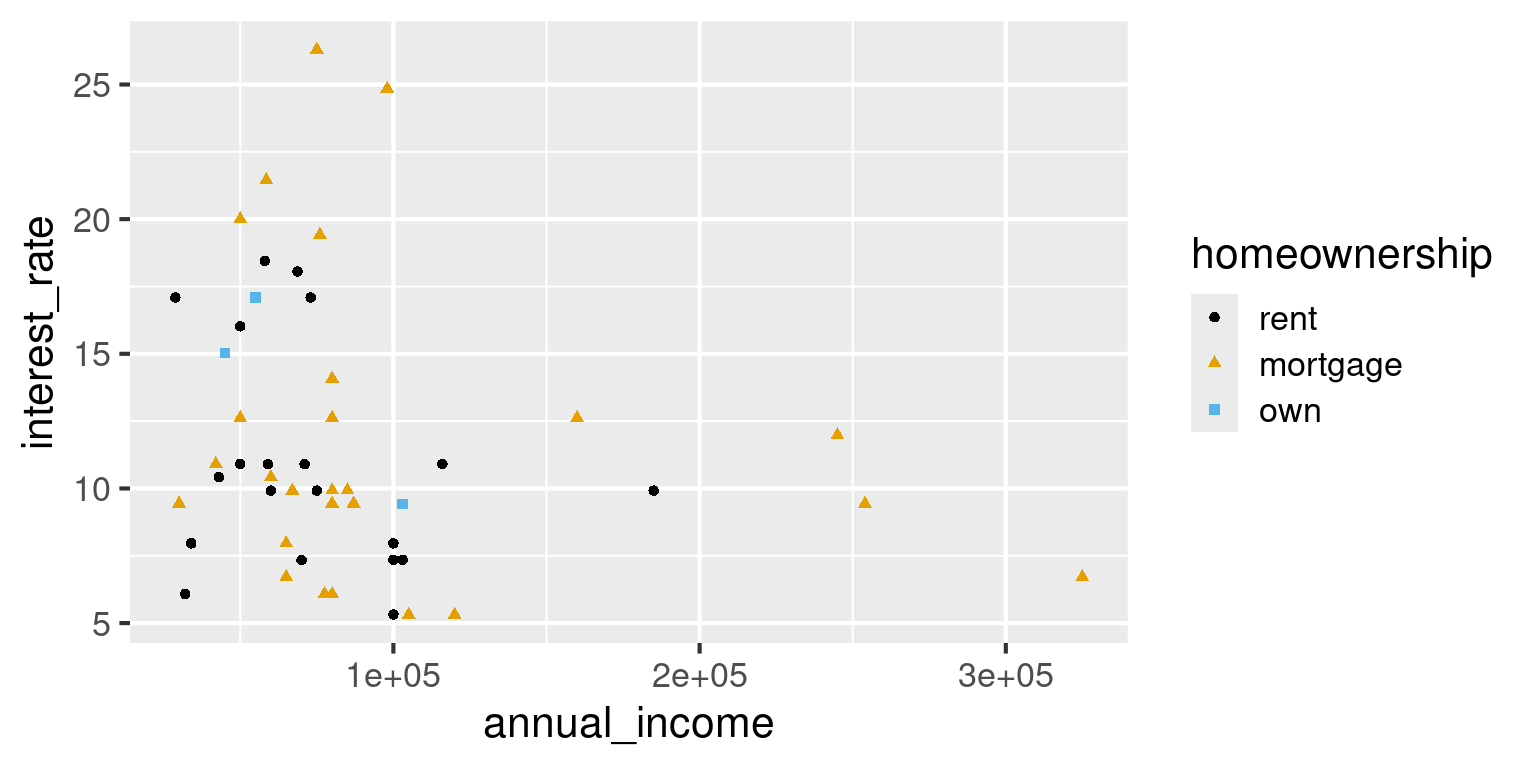 25
20
15
10
5
interest_rate
1e+05
2e+05
3e+05
annual_income
homeownership
rent
mortgage
own